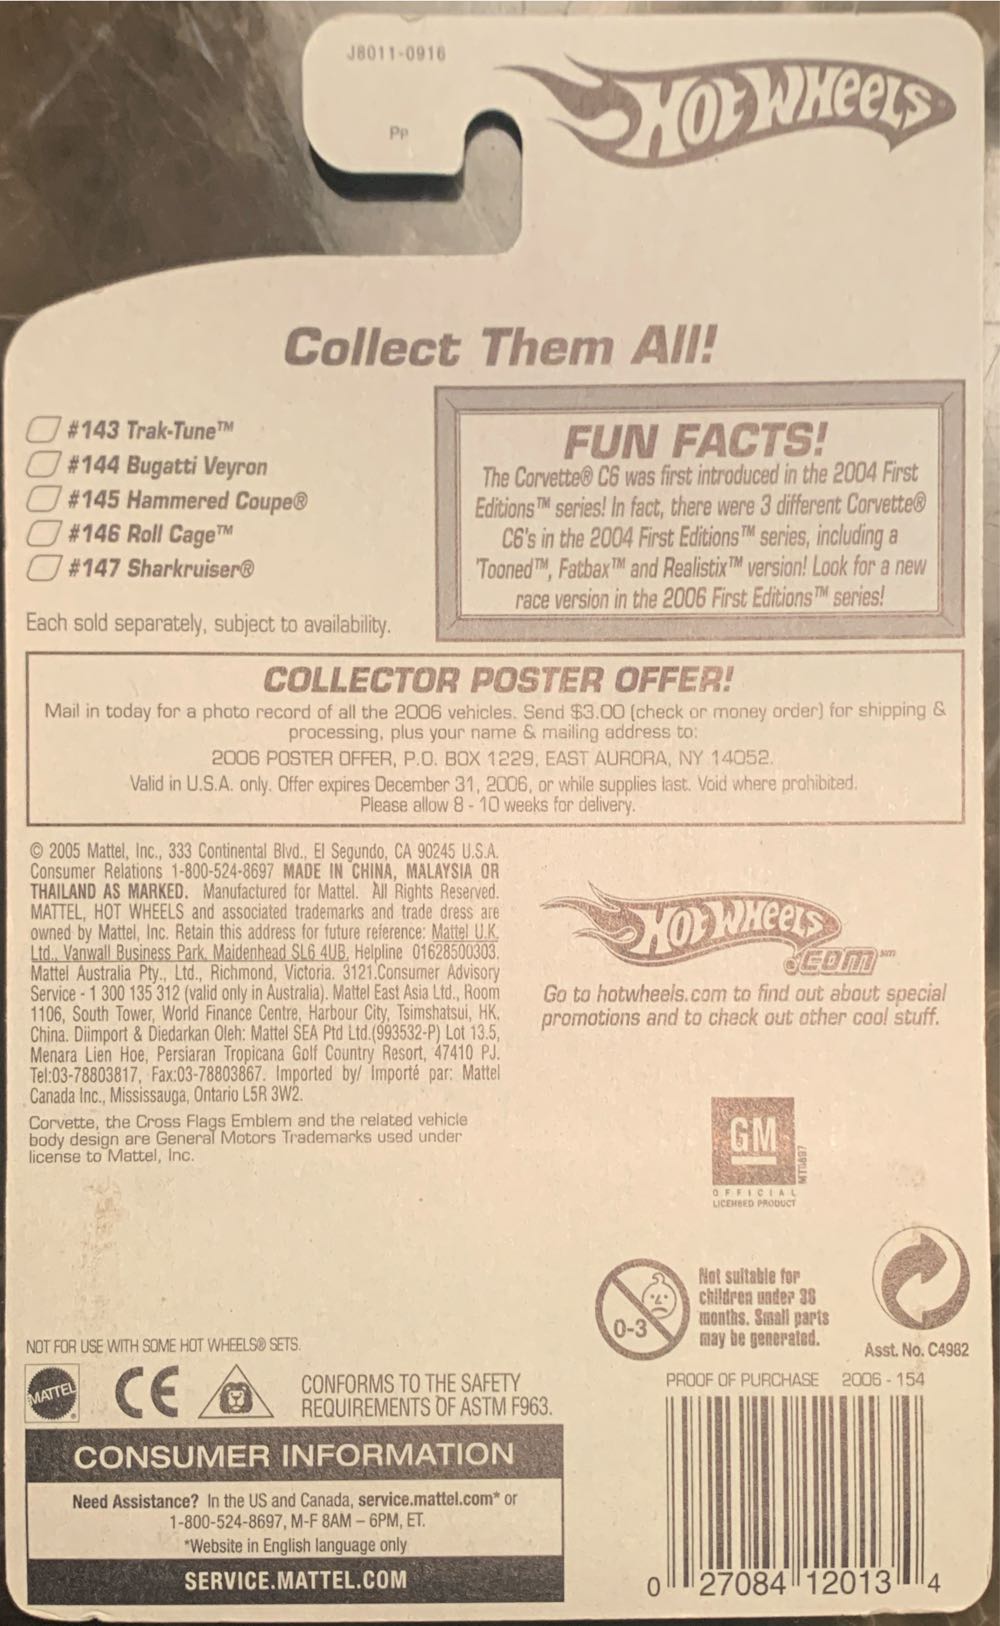 J8011-0916
Pp
HOT WHEELS
Collect Them All!
#143 Trak-Tune™
#144 Bugatti Veyron
#145 Hammered Coupe®
#146 Roll Cage™
#147 Sharkruiser®
Each sold separately, subject to availability.
FUN FACTS!
The Corvette® C6 was first introduced in the 2004 First
Editions™ series! In fact, there were 3 different Corvette®
C6's in the 2004 First Editions™ series, including a
'Tooned™, Fatbax™ and Realistix™ version! Look for a new
race version in the 2006 First Editions™ series!
COLLECTOR POSTER OFFER!
Mail in today for a photo record of all the 2006 vehicles. Send $3.00 (check or money order) for shipping &
processing, plus your name & mailing address to:
2006 POSTER OFFER, P.O. BOX 1229, EAST AURORA, NY 14052.
Valid in U.S.A. only. Offer expires December 31, 2006, or while supplies last. Void where prohibited.
Please allow 8 - 10 weeks for delivery.
© 2005 Mattel, Inc., 333 Continental Blvd., El Segundo, CA 90245 U.S.A.
Consumer Relations 1-800-524-8697 MADE IN CHINA, MALAYSIA OR
THAILAND AS MARKED. Manufactured for Mattel. All Rights Reserved.
MATTEL, HOT WHEELS and associated trademarks and trade dress are
owned by Mattel, Inc. Retain this address for future reference: Mattel U.K.
Ltd., Vanwall Business Park, Maidenhead SL6 4UB. Helpline 01628500303.
Mattel Australia Pty., Ltd., Richmond, Victoria. 3121.Consumer Advisory
Service - 1 300 135 312 (valid only in Australia). Mattel East Asia Ltd., Room
1106, South Tower, World Finance Centre, Harbour City, Tsimshatsui, HK,
China. Diimport & Diedarkan Oleh: Mattel SEA Ptd Ltd.(993532-P) Lot 13.5,
Menara Lien Hoe, Persiaran Tropicana Golf Country Resort, 47410 PJ.
Tel:03-78803817, Fax:03-78803867. Imported by/ Importé par: Mattel
Canada Inc., Mississauga, Ontario L5R 3W2.
Corvette, the Cross Flags Emblem and the related vehicle
body design are General Motors Trademarks used under
license to Mattel, Inc.
HOT WHEELS
.COM
Go to hotwheels.com to find out about special
promotions and to check out other cool stuff.
GM
OFFICIAL
LICENSED PRODUCT
0-3
Not suitable for
children under 36
months. Small parts
may be generated.
Asst. No. C4982
NOT FOR USE WITH SOME HOT WHEELS® SETS.
MATTEL
CE
CONFORMS TO THE SAFETY
REQUIREMENTS OF ASTM F963.
PROOF OF PURCHASE 2006 - 154
CONSUMER INFORMATION
Need Assistance? In the US and Canada, service.mattel.com* or
1-800-524-8697, M-F 8AM – 6PM, ET.
*Website in English language only
SERVICE.MATTEL.COM
0 27084 12013 4